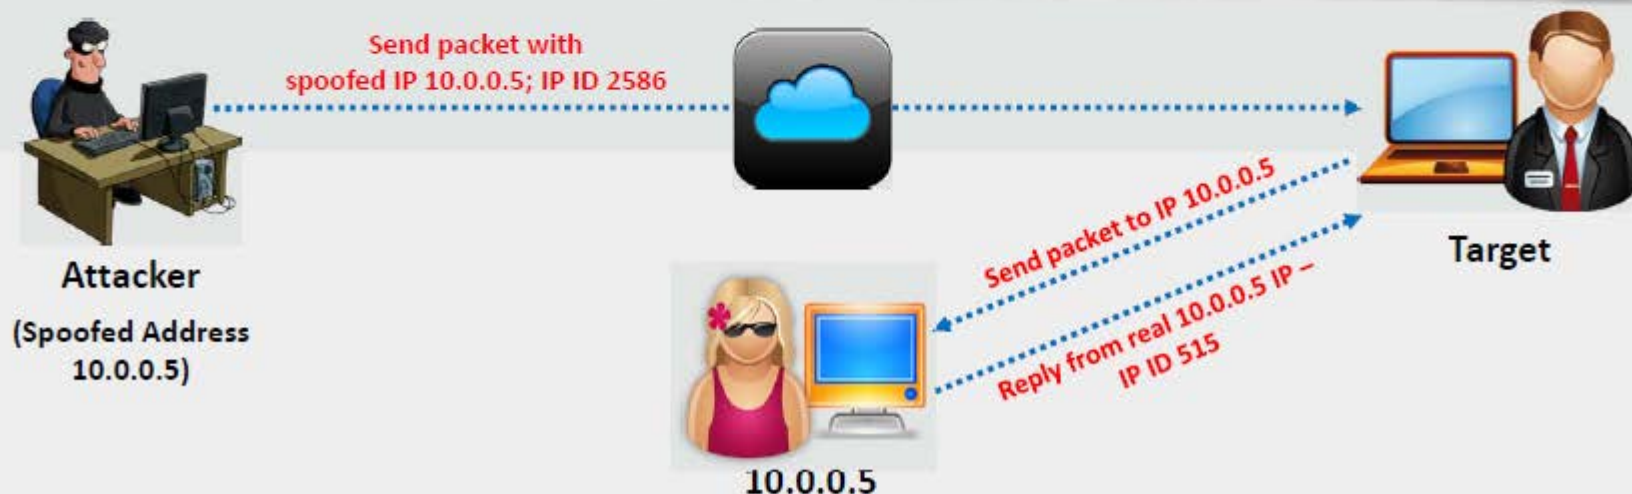 Send packet with
spoofed IP 10.0.0.5; IP ID 2586
Attacker
(Spoofed Address
10.0.0.5)
Send packet to IP 10.0.0.5
Reply from real 10.0.0.5 IP –
IP ID 515
Target
10.0.0.5